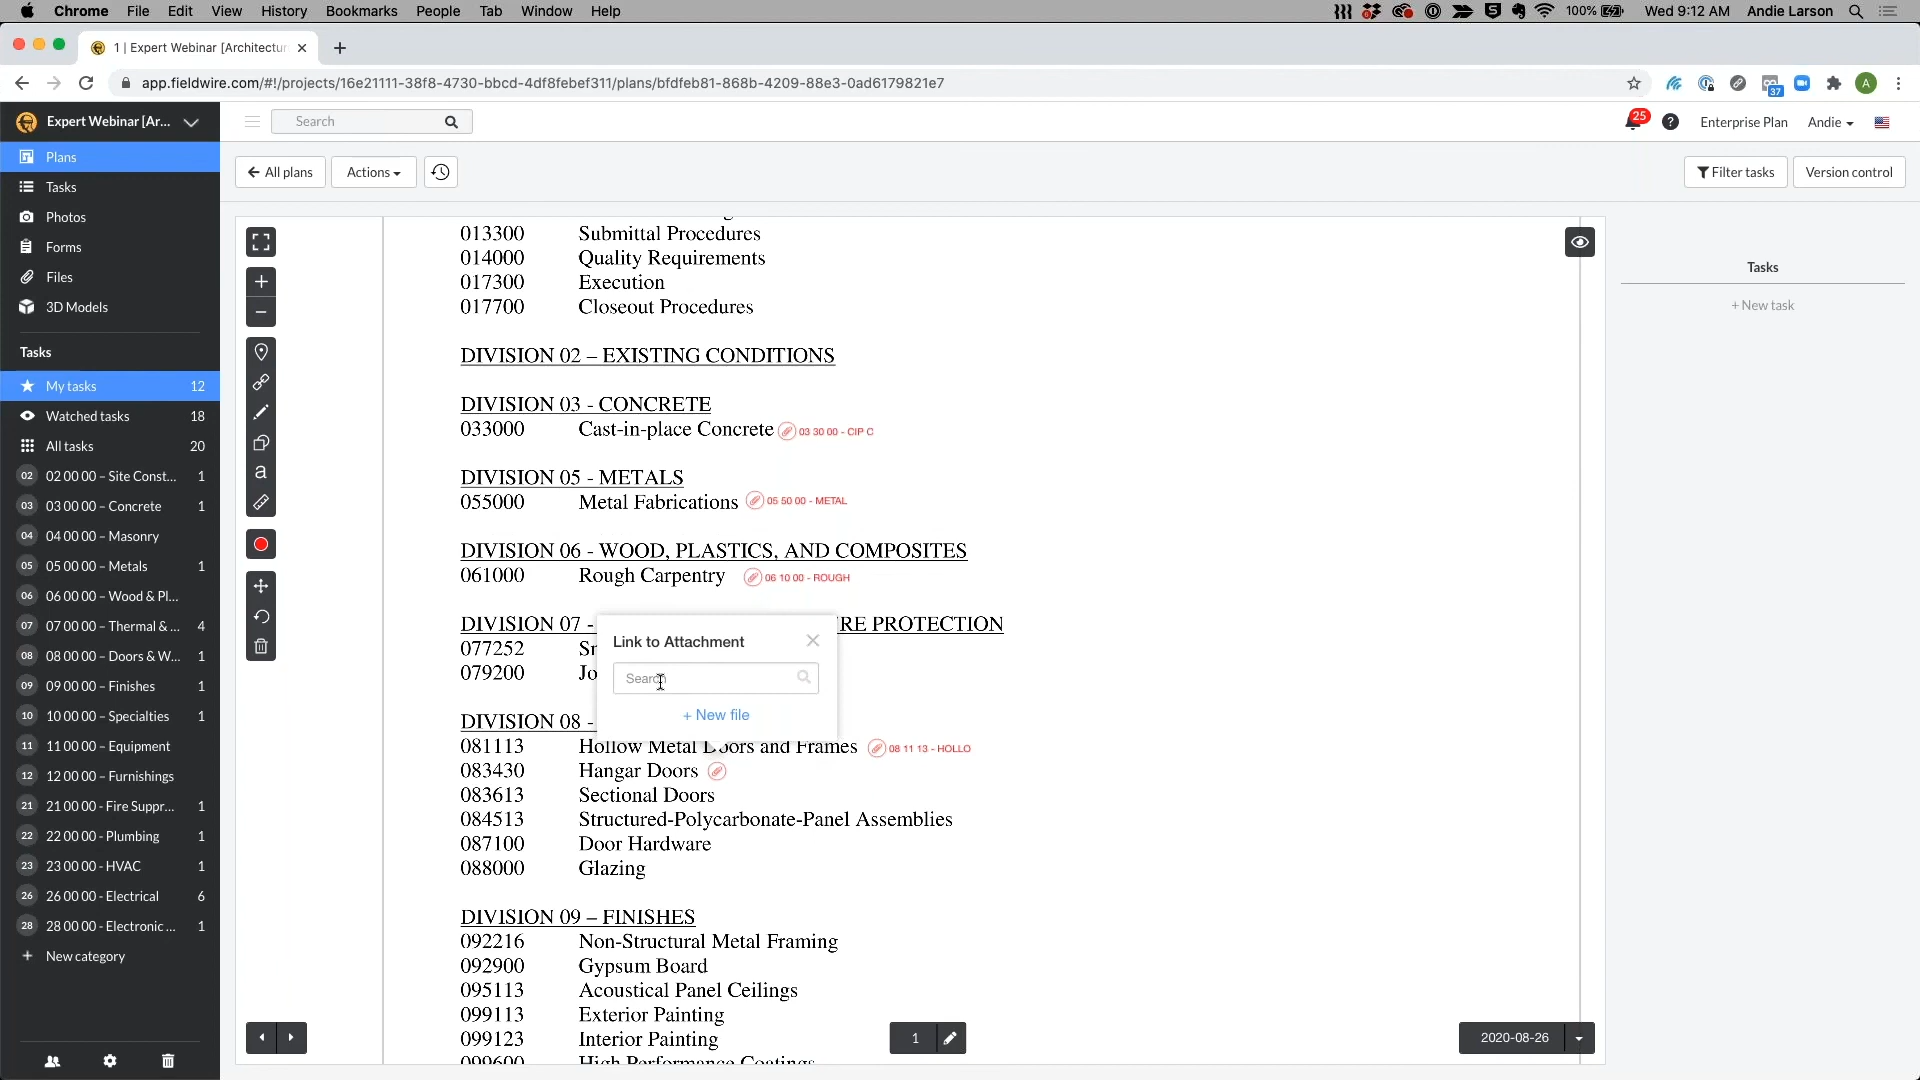 Chrome File Edit View History Bookmarks People Tab Window Help 100% Wed 9:12 AM Andie Larson
1 | Expert Webinar [Architectur
app.fieldwire.com/#!/projects/16e21111-38f8-4730-bbcd-4df8febef311/plans/bfdfeb81-868b-4209-88e3-0ad6179821e7
37
A
Expert Webinar [Ar...
Search
25
?
Enterprise Plan
Andie
Plans
Tasks
Photos
Forms
Files
3D Models
All plans
Actions
Filter tasks
Version control
Tasks
My tasks 12
Watched tasks 18
All tasks 20
02 02 00 00 – Site Const... 1
03 03 00 00 – Concrete 1
04 04 00 00 – Masonry
05 05 00 00 – Metals 1
06 06 00 00 – Wood & Pl...
07 07 00 00 – Thermal & ... 4
08 08 00 00 – Doors & W... 1
09 09 00 00 – Finishes 1
10 10 00 00 – Specialties 1
11 11 00 00 – Equipment
12 12 00 00 – Furnishings
21 21 00 00 - Fire Suppr... 1
22 22 00 00 - Plumbing 1
23 23 00 00 - HVAC 1
26 26 00 00 - Electrical 6
28 28 00 00 - Electronic ... 1
+ New category
a
013300 Submittal Procedures
014000 Quality Requirements
017300 Execution
017700 Closeout Procedures
DIVISION 02 – EXISTING CONDITIONS
DIVISION 03 - CONCRETE
033000 Cast-in-place Concrete 03 30 00 - CIP C
DIVISION 05 - METALS
055000 Metal Fabrications 05 50 00 - METAL
DIVISION 06 - WOOD, PLASTICS, AND COMPOSITES
061000 Rough Carpentry 06 10 00 - ROUGH
DIVISION 07 - RE PROTECTION
077252 Sr
079200 Jo
Link to Attachment
Search
+ New file
DIVISION 08 -
081113 Hollow Metal Doors and Frames 08 11 13 - HOLLO
083430 Hangar Doors
083613 Sectional Doors
084513 Structured-Polycarbonate-Panel Assemblies
087100 Door Hardware
088000 Glazing
DIVISION 09 – FINISHES
092216 Non-Structural Metal Framing
092900 Gypsum Board
095113 Acoustical Panel Ceilings
099113 Exterior Painting
099123 Interior Painting
099600 High Performance Coatings
1
2020-08-26
Tasks
+ New task